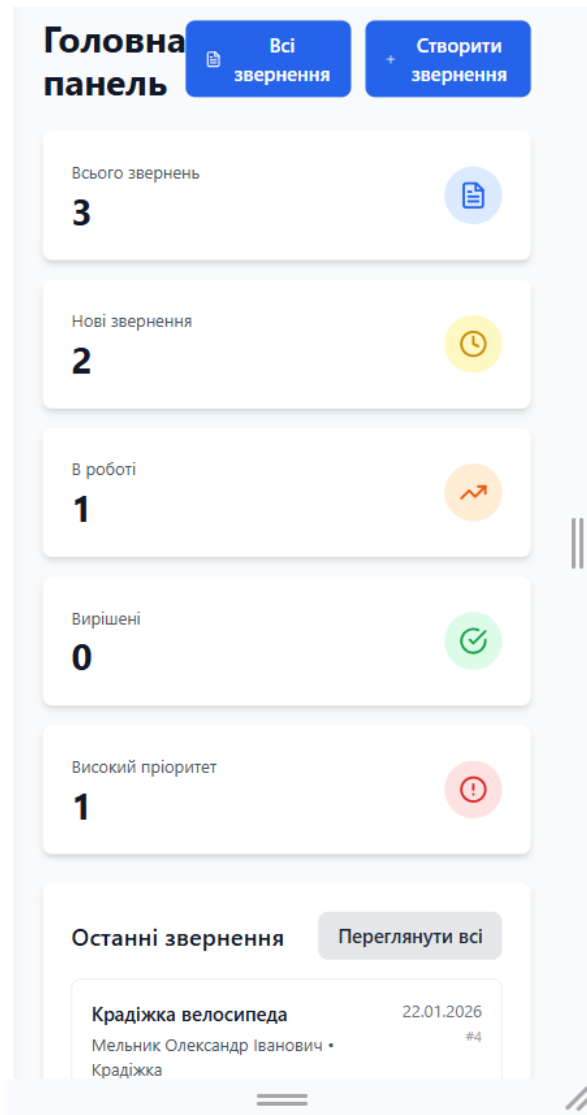 Головна
панель
Всі
звернення
Створити
звернення
Всього звернень
3
Нові звернення
2
В роботі
1
Вирішені
0
Високий пріоритет
1
Останні звернення
Переглянути всі
Крадіжка велосипеда
22.01.2026
Мельник Олександр Іванович •
#4
Крадіжка